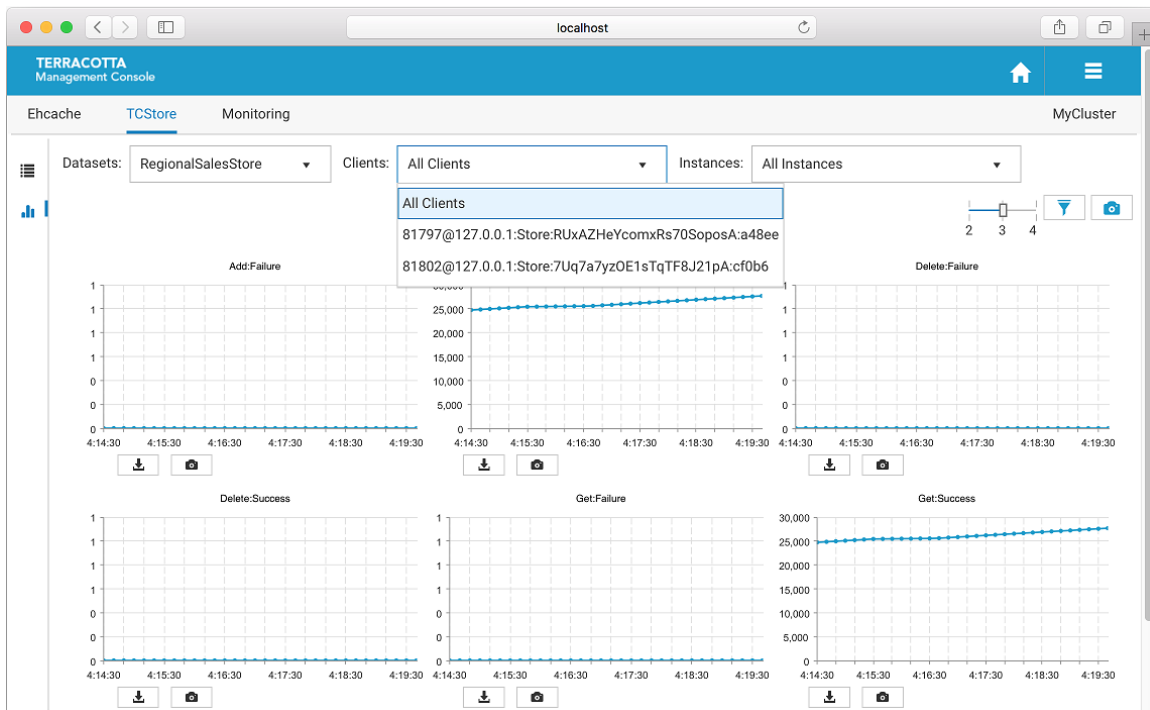 localhost
TERRACOTTA
Management Console
Ehcache TCStore Monitoring MyCluster
Datasets: RegionalSalesStore Clients: All Clients Instances: All Instances
All Clients
81797@127.0.0.1:Store:RUxAZHeYcomxRs70SoposA:a48ee
81802@127.0.0.1:Store:7Uq7a7yzOE1sTqTF8J21pA:cf0b6
2 3 4
Add:Failure
1
1
1
1
0
0
0
4:14:30 4:15:30 4:16:30 4:17:30 4:18:30 4:19:30
25,000
20,000
15,000
10,000
5,000
0
4:14:30 4:15:30 4:16:30 4:17:30 4:18:30 4:19:30
Delete:Failure
1
1
1
1
0
0
0
4:14:30 4:15:30 4:16:30 4:17:30 4:18:30 4:19:30
Delete:Success
1
1
1
1
0
0
0
4:14:30 4:15:30 4:16:30 4:17:30 4:18:30 4:19:30
Get:Failure
1
1
1
1
0
0
0
4:14:30 4:15:30 4:16:30 4:17:30 4:18:30 4:19:30
Get:Success
30,000
25,000
20,000
15,000
10,000
5,000
0
4:14:30 4:15:30 4:16:30 4:17:30 4:18:30 4:19:30